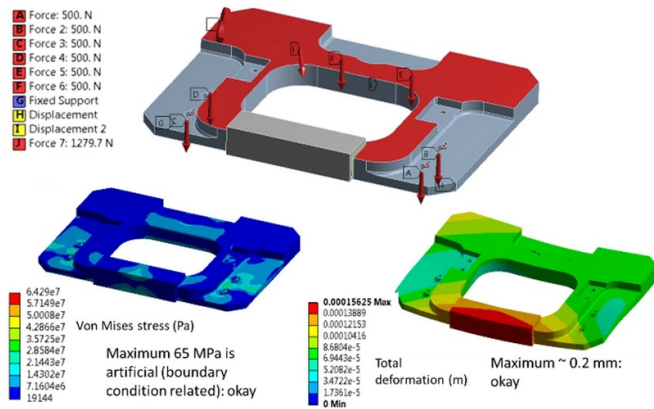 A Force: 500. N
B Force 2: 500. N
C Force 3: 500. N
D Force 4: 500. N
E Force 5: 500. N
F Force 6: 500. N
G Fixed Support
H Displacement
I Displacement 2
J Force 7: 1279.7 N
J
F
E
D
G
C
B
A
H
6.429e7
5.7149e7
5.0008e7
4.2866e7
3.5725e7
2.8584e7
2.1443e7
1.4302e7
7.1604e6
19144
Von Mises stress (Pa)
Maximum 65 MPa is
artificial (boundary
condition related): okay
0.00015625 Max
0.00013889
0.00012153
0.00010416
8.6804e-5
6.9443e-5
5.2082e-5
3.4722e-5
1.7361e-5
0 Min
Total
deformation (m)
Maximum ~ 0.2 mm:
okay